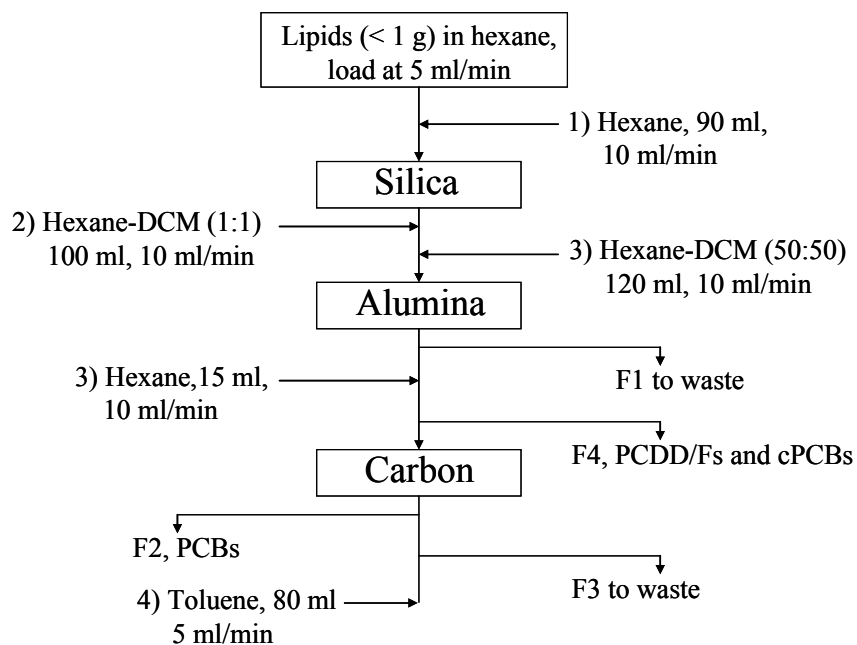 Lipids (< 1 g) in hexane,
load at 5 ml/min
1) Hexane, 90 ml,
10 ml/min
Silica
2) Hexane-DCM (1:1)
100 ml, 10 ml/min
3) Hexane-DCM (50:50)
120 ml, 10 ml/min
Alumina
F1 to waste
3) Hexane,15 ml,
10 ml/min
F4, PCDD/Fs and cPCBs
Carbon
F2, PCBs
F3 to waste
4) Toluene, 80 ml
5 ml/min